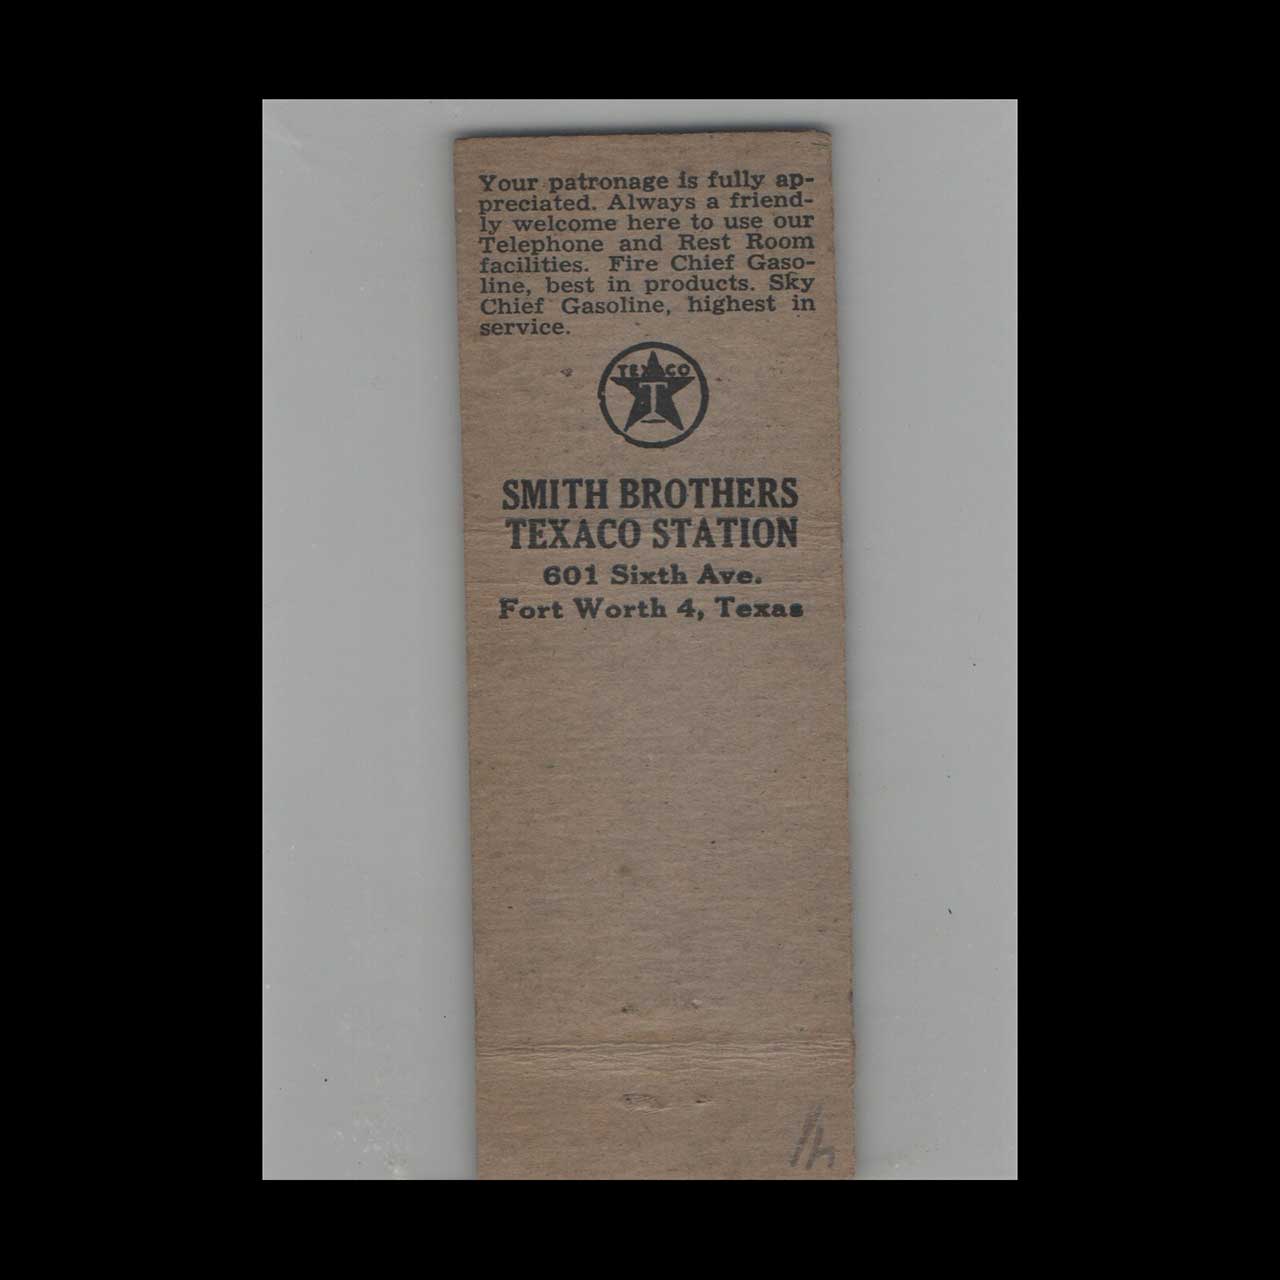 Your patronage is fully ap-
preciated. Always a friend-
ly welcome here to use our
Telephone and Rest Room
facilities. Fire Chief Gaso-
line, best in products. Sky
Chief Gasoline, highest in
service.
TEXACO
T
SMITH BROTHERS
TEXACO STATION
601 Sixth Ave.
Fort Worth 4, Texas